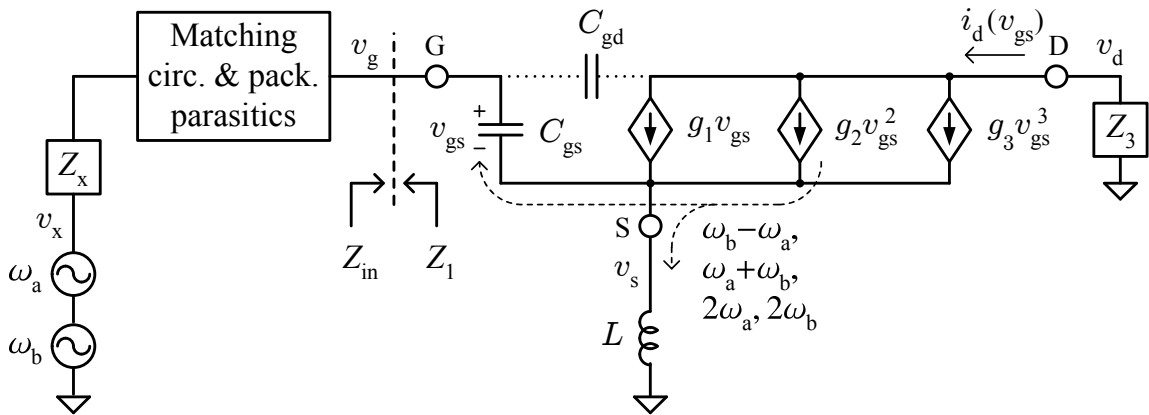 Matching
circ. & pack.
parasitics
v_g
G
C_gd
i_d(v_gs)
D
v_d
+
v_gs
−
C_gs
g_1v_gs
g_2v_gs^2
g_3v_gs^3
Z_3
Z_x
v_x
ω_a
ω_b
Z_in
Z_1
S
v_s
L
ω_b−ω_a,
ω_a+ω_b,
2ω_a, 2ω_b